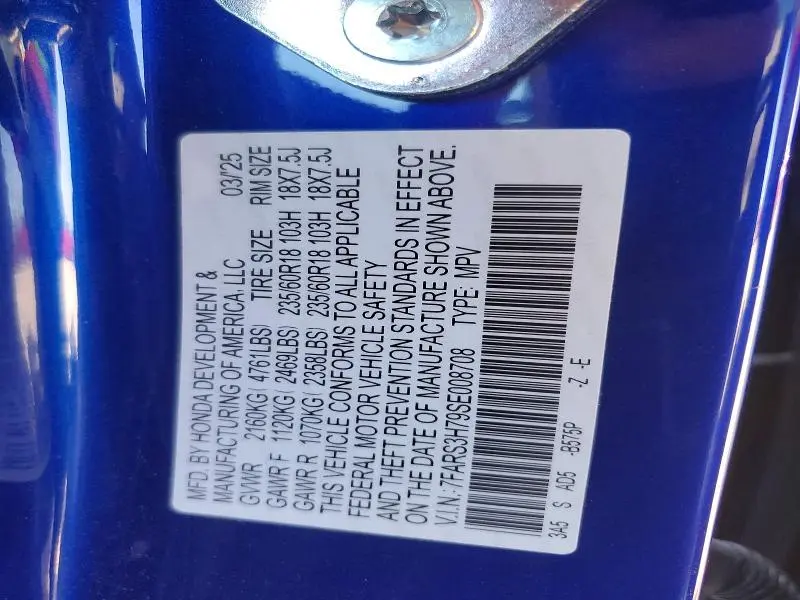 MFD. BY HONDA DEVELOPMENT &
MANUFACTURING OF AMERICA, LLC 03/25
GVWR 2160KG( 4761LBS) TIRE SIZE RIM SIZE
GAWR F 1120KG( 2469LBS) 235/60R18 103H 18X7.5J
GAWR R 1070KG( 2358LBS) 235/60R18 103H 18X7.5J
THIS VEHICLE CONFORMS TO ALL APPLICABLE
FEDERAL MOTOR VEHICLE SAFETY
AND THEFT PREVENTION STANDARDS IN EFFECT
ON THE DATE OF MANUFACTURE SHOWN ABOVE.
V.I.N.: 7FARS3H79SE008708 TYPE: MPV
3A5 S AD5 -B575P -Z -E